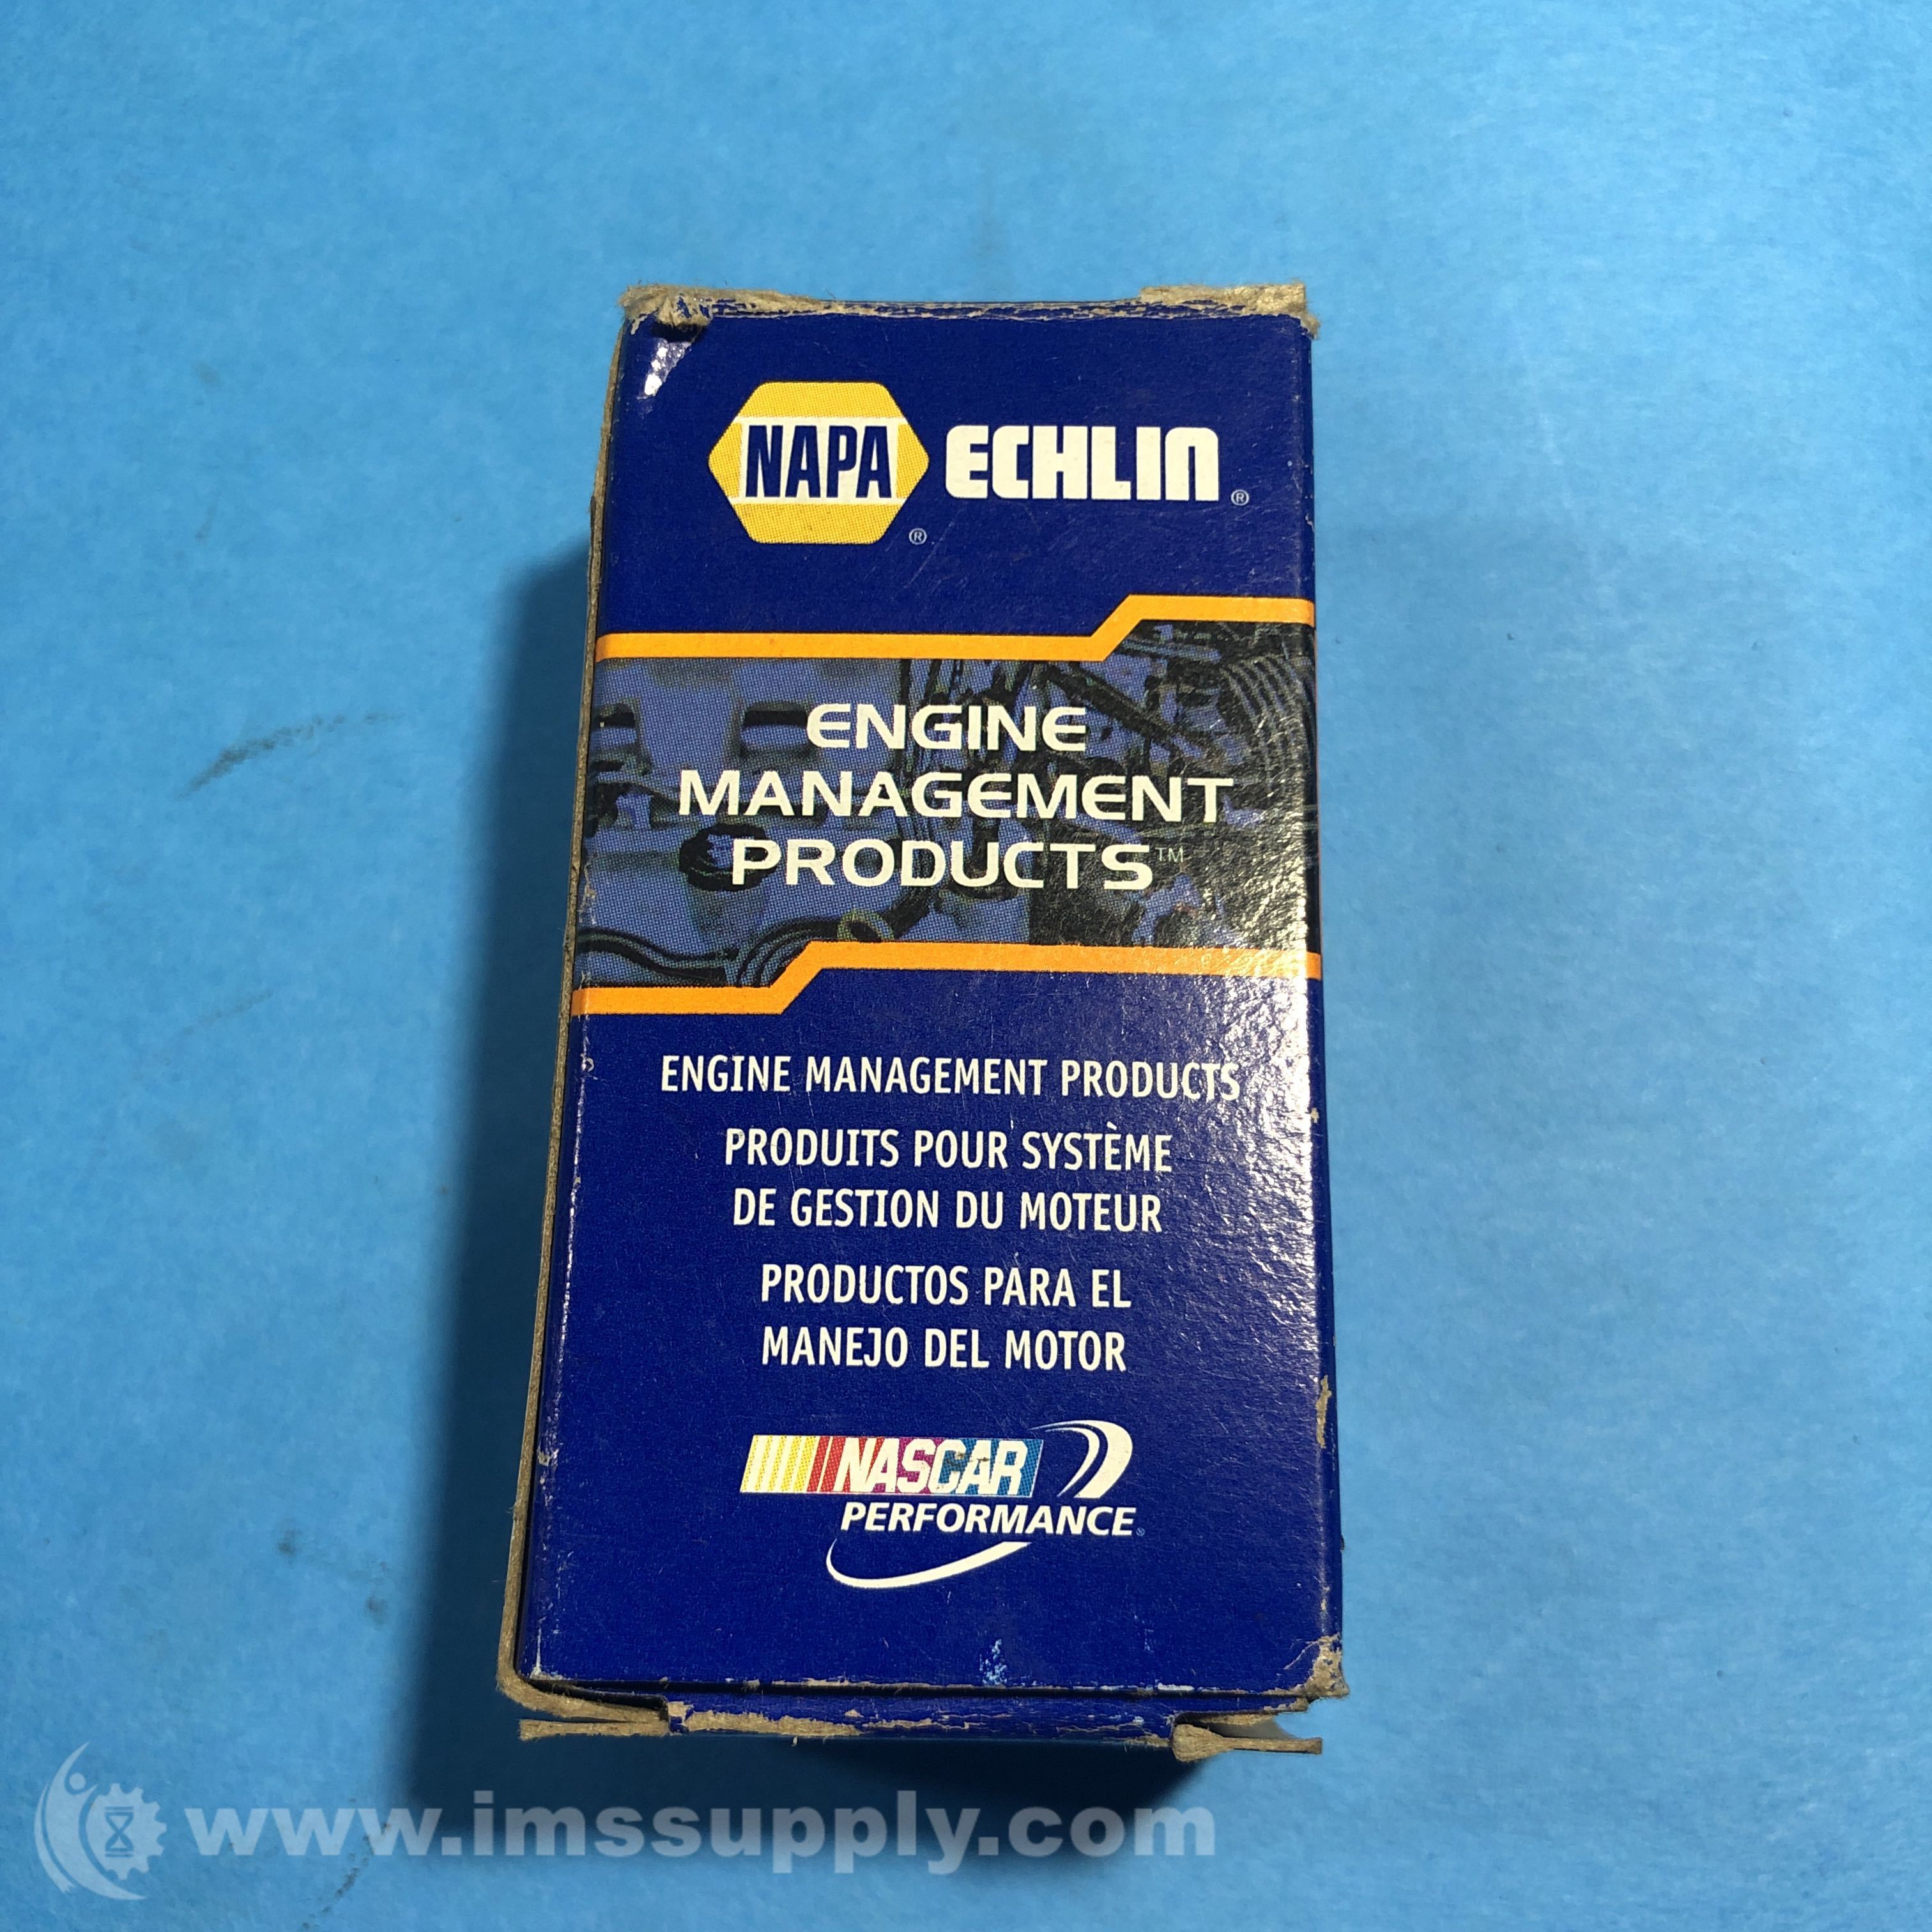 NAPA ® ECHLIN ®
ENGINE
MANAGEMENT
PRODUCTS™
ENGINE MANAGEMENT PRODUCTS
PRODUITS POUR SYSTÈME
DE GESTION DU MOTEUR
PRODUCTOS PARA EL
MANEJO DEL MOTOR
NASCAR
PERFORMANCE®
www.imssupply.com